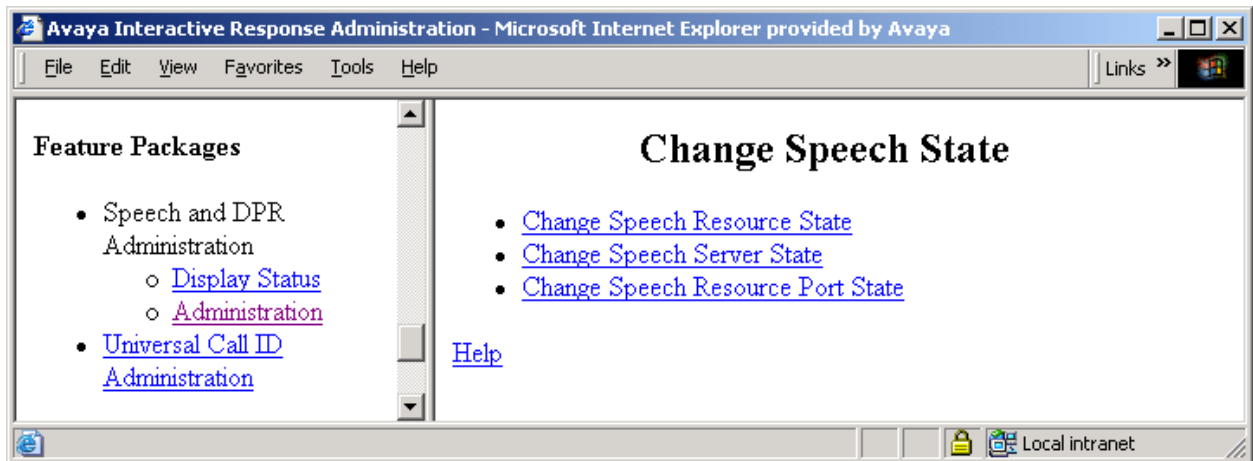 Avaya Interactive Response Administration - Microsoft Internet Explorer provided by Avaya
File Edit View Favorites Tools Help
Links »
Feature Packages
• Speech and DPR
Administration
o Display Status
o Administration
• Universal Call ID
Administration
Change Speech State
• Change Speech Resource State
• Change Speech Server State
• Change Speech Resource Port State
Help
Local intranet